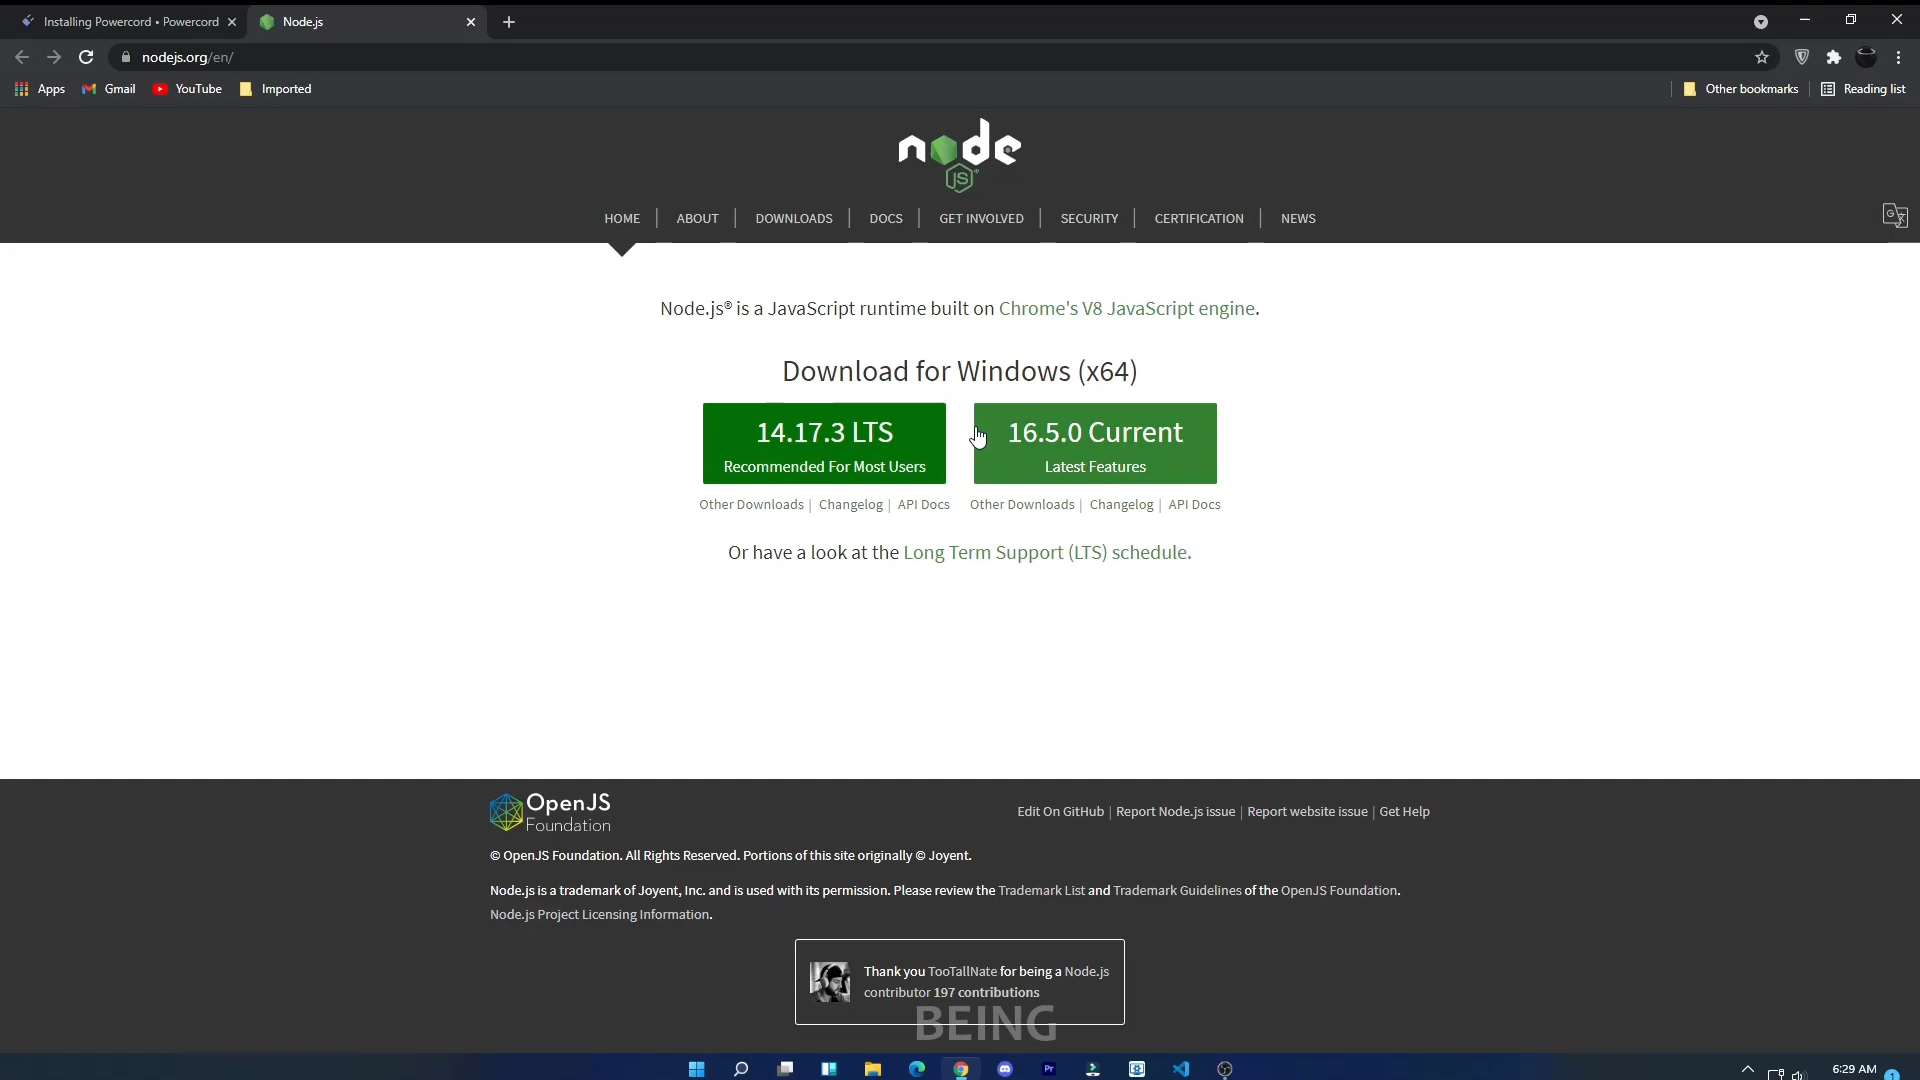 Installing Powercord • Powercord
Node.js
nodejs.org/en/
Apps
Gmail
YouTube
Imported
Other bookmarks
Reading list
node
JS
HOME
ABOUT
DOWNLOADS
DOCS
GET INVOLVED
SECURITY
CERTIFICATION
NEWS
Node.js® is a JavaScript runtime built on Chrome's V8 JavaScript engine.
Download for Windows (x64)
14.17.3 LTS
Recommended For Most Users
16.5.0 Current
Latest Features
Other Downloads | Changelog | API Docs
Other Downloads | Changelog | API Docs
Or have a look at the Long Term Support (LTS) schedule.
OpenJS
Foundation
Edit On GitHub | Report Node.js issue | Report website issue | Get Help
© OpenJS Foundation. All Rights Reserved. Portions of this site originally © Joyent.
Node.js is a trademark of Joyent, Inc. and is used with its permission. Please review the Trademark List and Trademark Guidelines of the OpenJS Foundation.
Node.js Project Licensing Information.
Thank you TooTallNate for being a Node.js
contributor 197 contributions
BEING
Pr
6:29 AM
1